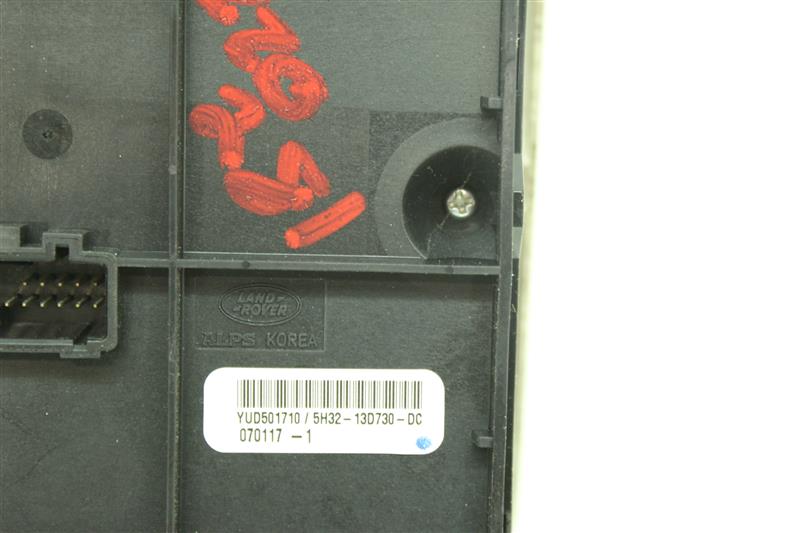 LAND-
-ROVER
ALPS KOREA
YUD501710 / 5H32-13D730-DC
070117 -1